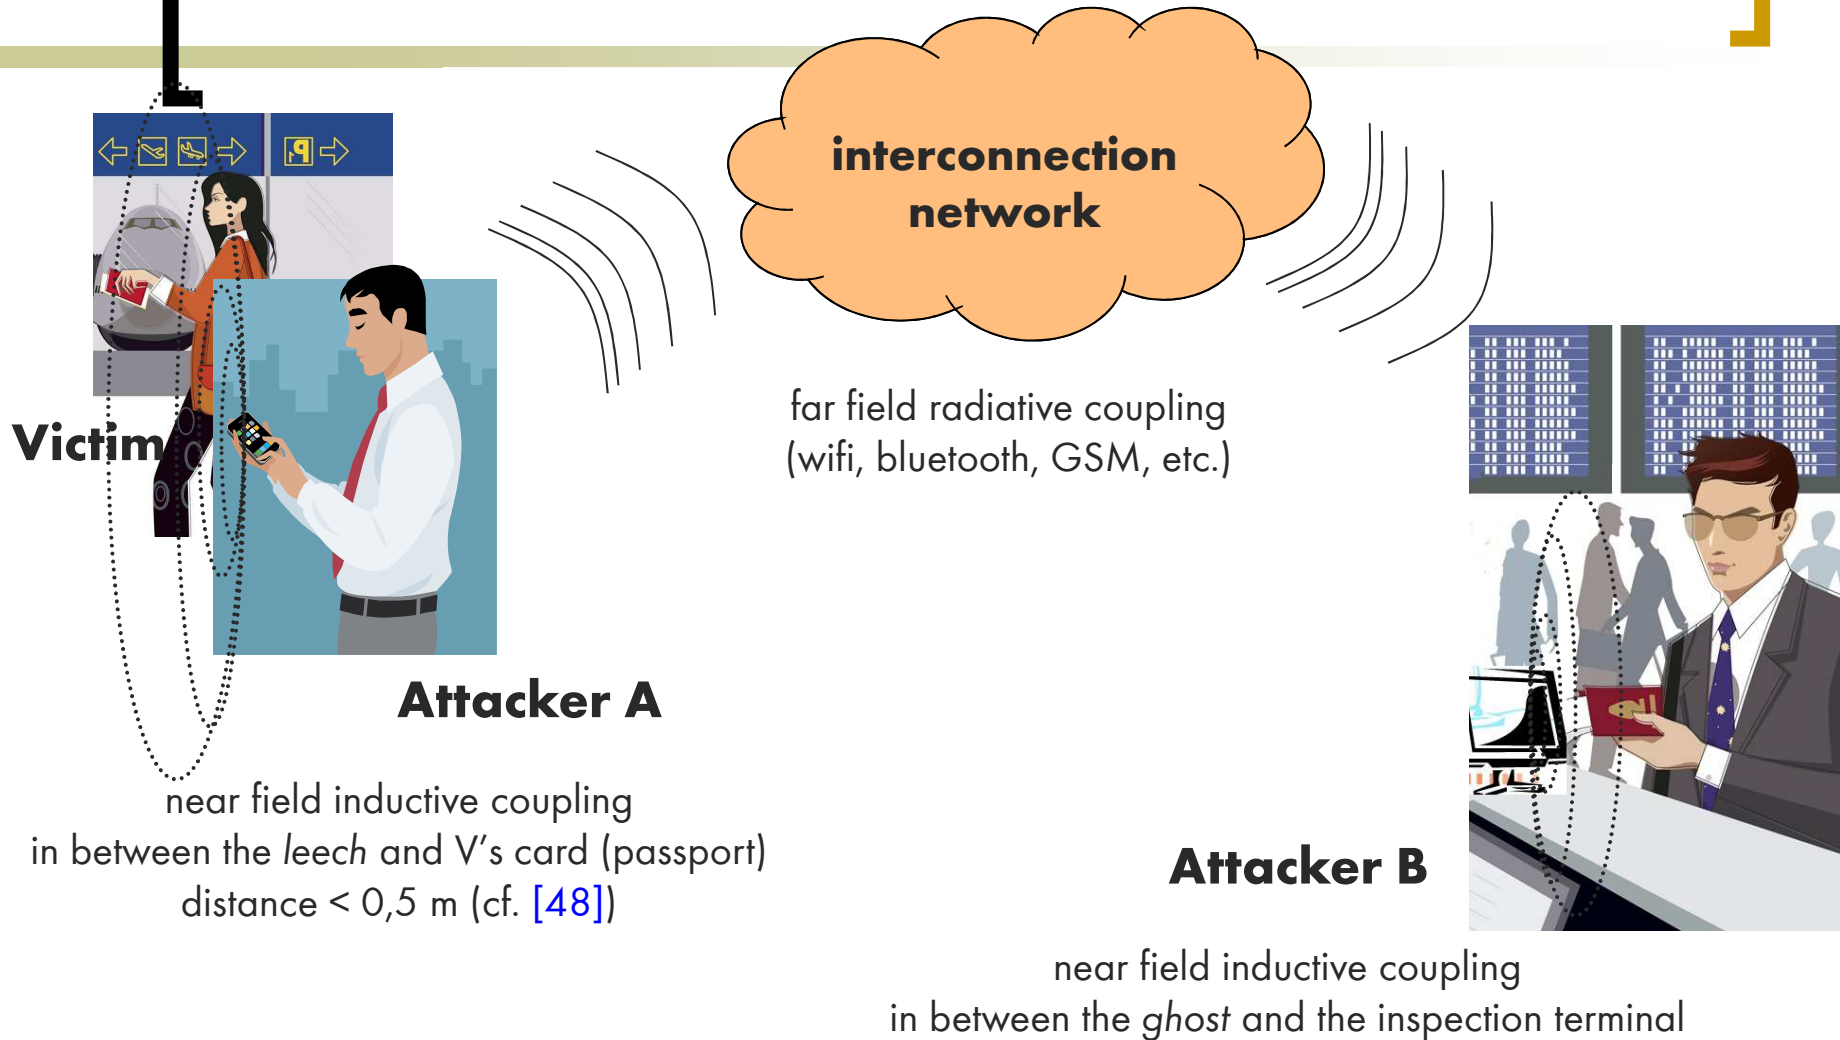 interconnection
network
far field radiative coupling
(wifi, bluetooth, GSM, etc.)
Victim
Attacker A
near field inductive coupling
in between the leech and V's card (passport)
distance < 0,5 m (cf. [48])
Attacker B
near field inductive coupling
in between the ghost and the inspection terminal